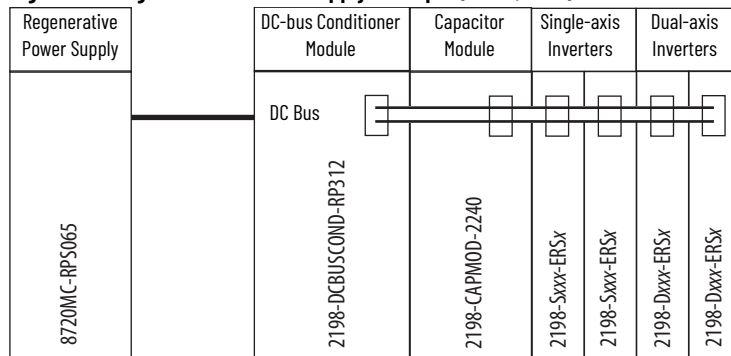 Regenerative
Power Supply
DC-bus Conditioner
Module
Capacitor
Module
Single-axis
Inverters
Dual-axis
Inverters
DC Bus
8720MC-RPS065
2198-DCBUSCOND-RP312
2198-CAPMOD-2240
2198-Sxxx-ERSx
2198-Sxxx-ERSx
2198-Dxxx-ERSx
2198-Dxxx-ERSx